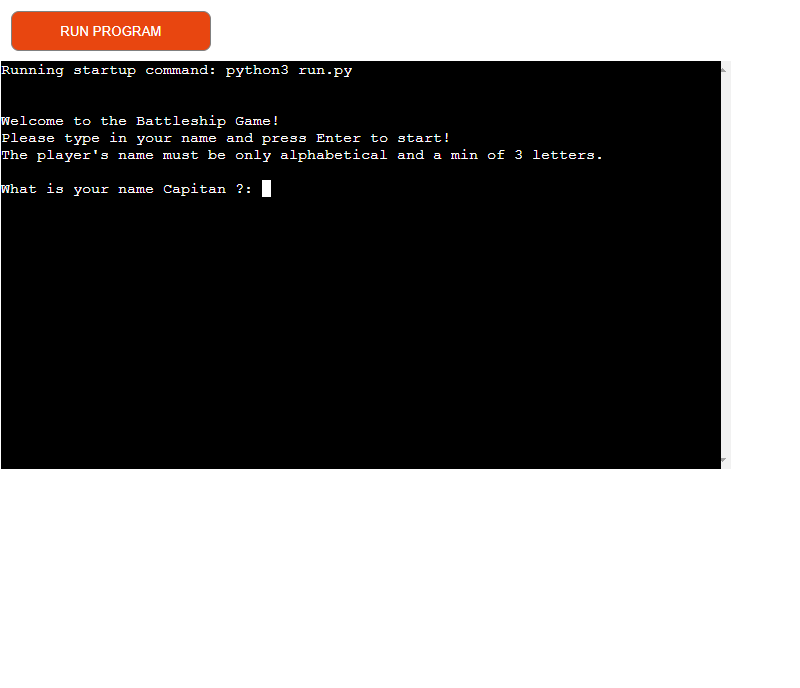 RUN PROGRAM
Running startup command: python3 run.py
Welcome to the Battleship Game!
Please type in your name and press Enter to start!
The player's name must be only alphabetical and a min of 3 letters.
What is your name Capitan ?: